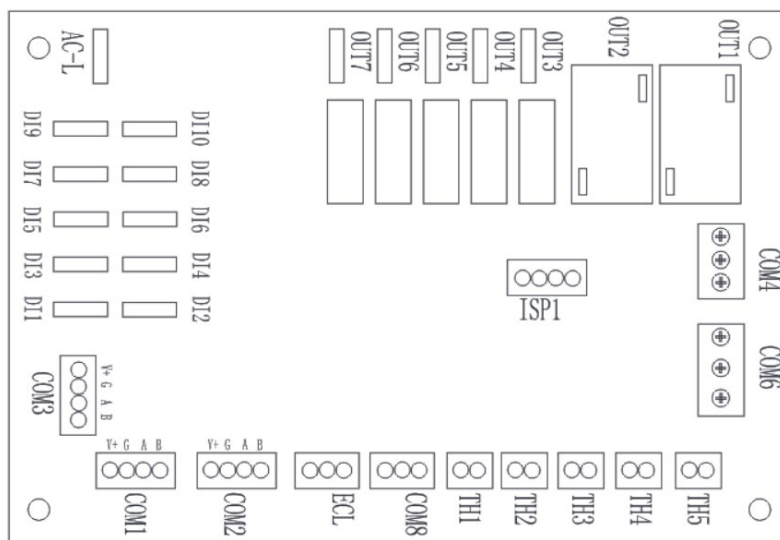 AC-L
OUT7
OUT6
OUT5
OUT4
OUT3
OUT2
OUT1
DI9
DI10
DI7
DI8
DI5
DI6
DI3
DI4
DI1
DI2
COM4
ISP1
COM6
COM3
V+ G A B
V+ G A B
V+ G A B
COM1
COM2
ECL
COM8
TH1
TH2
TH3
TH4
TH5